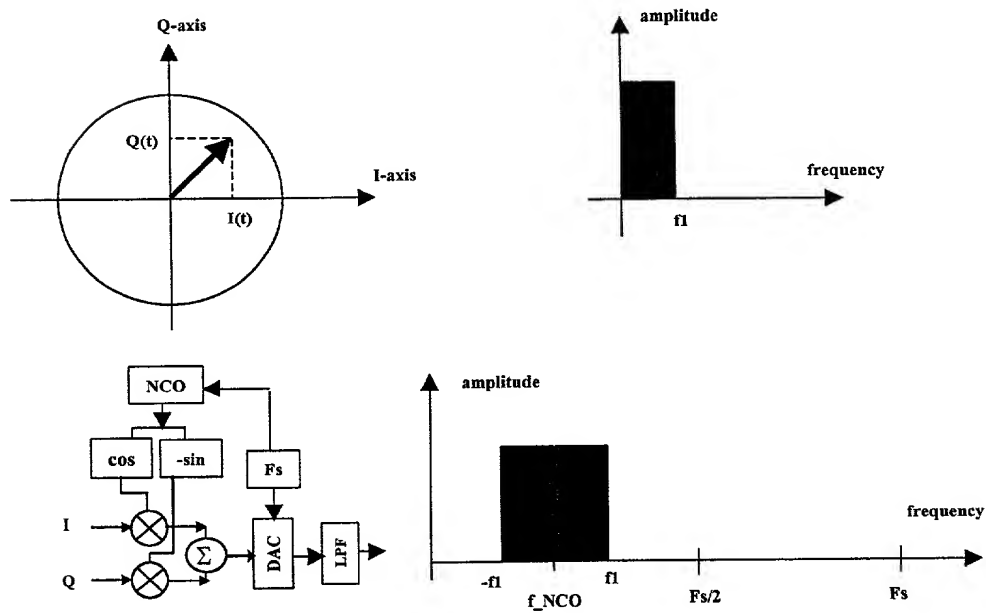 Q-axis
Q(t)
I-axis
I(t)
amplitude
frequency
f1
NCO
cos
-sin
Fs
I
Q
Σ
DAC
LPF
amplitude
frequency
-f1
f1
f_NCO
Fs/2
Fs